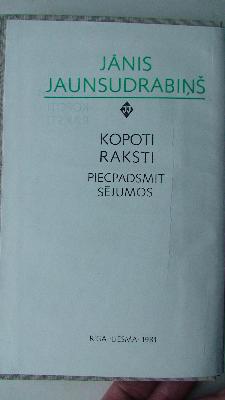 JĀNIS
JAUNSUDRABIŅŠ
KOPOTI
RAKSTI
PIECPADSMIT
SĒJUMOS
RĪGA «LIESMA» 1981